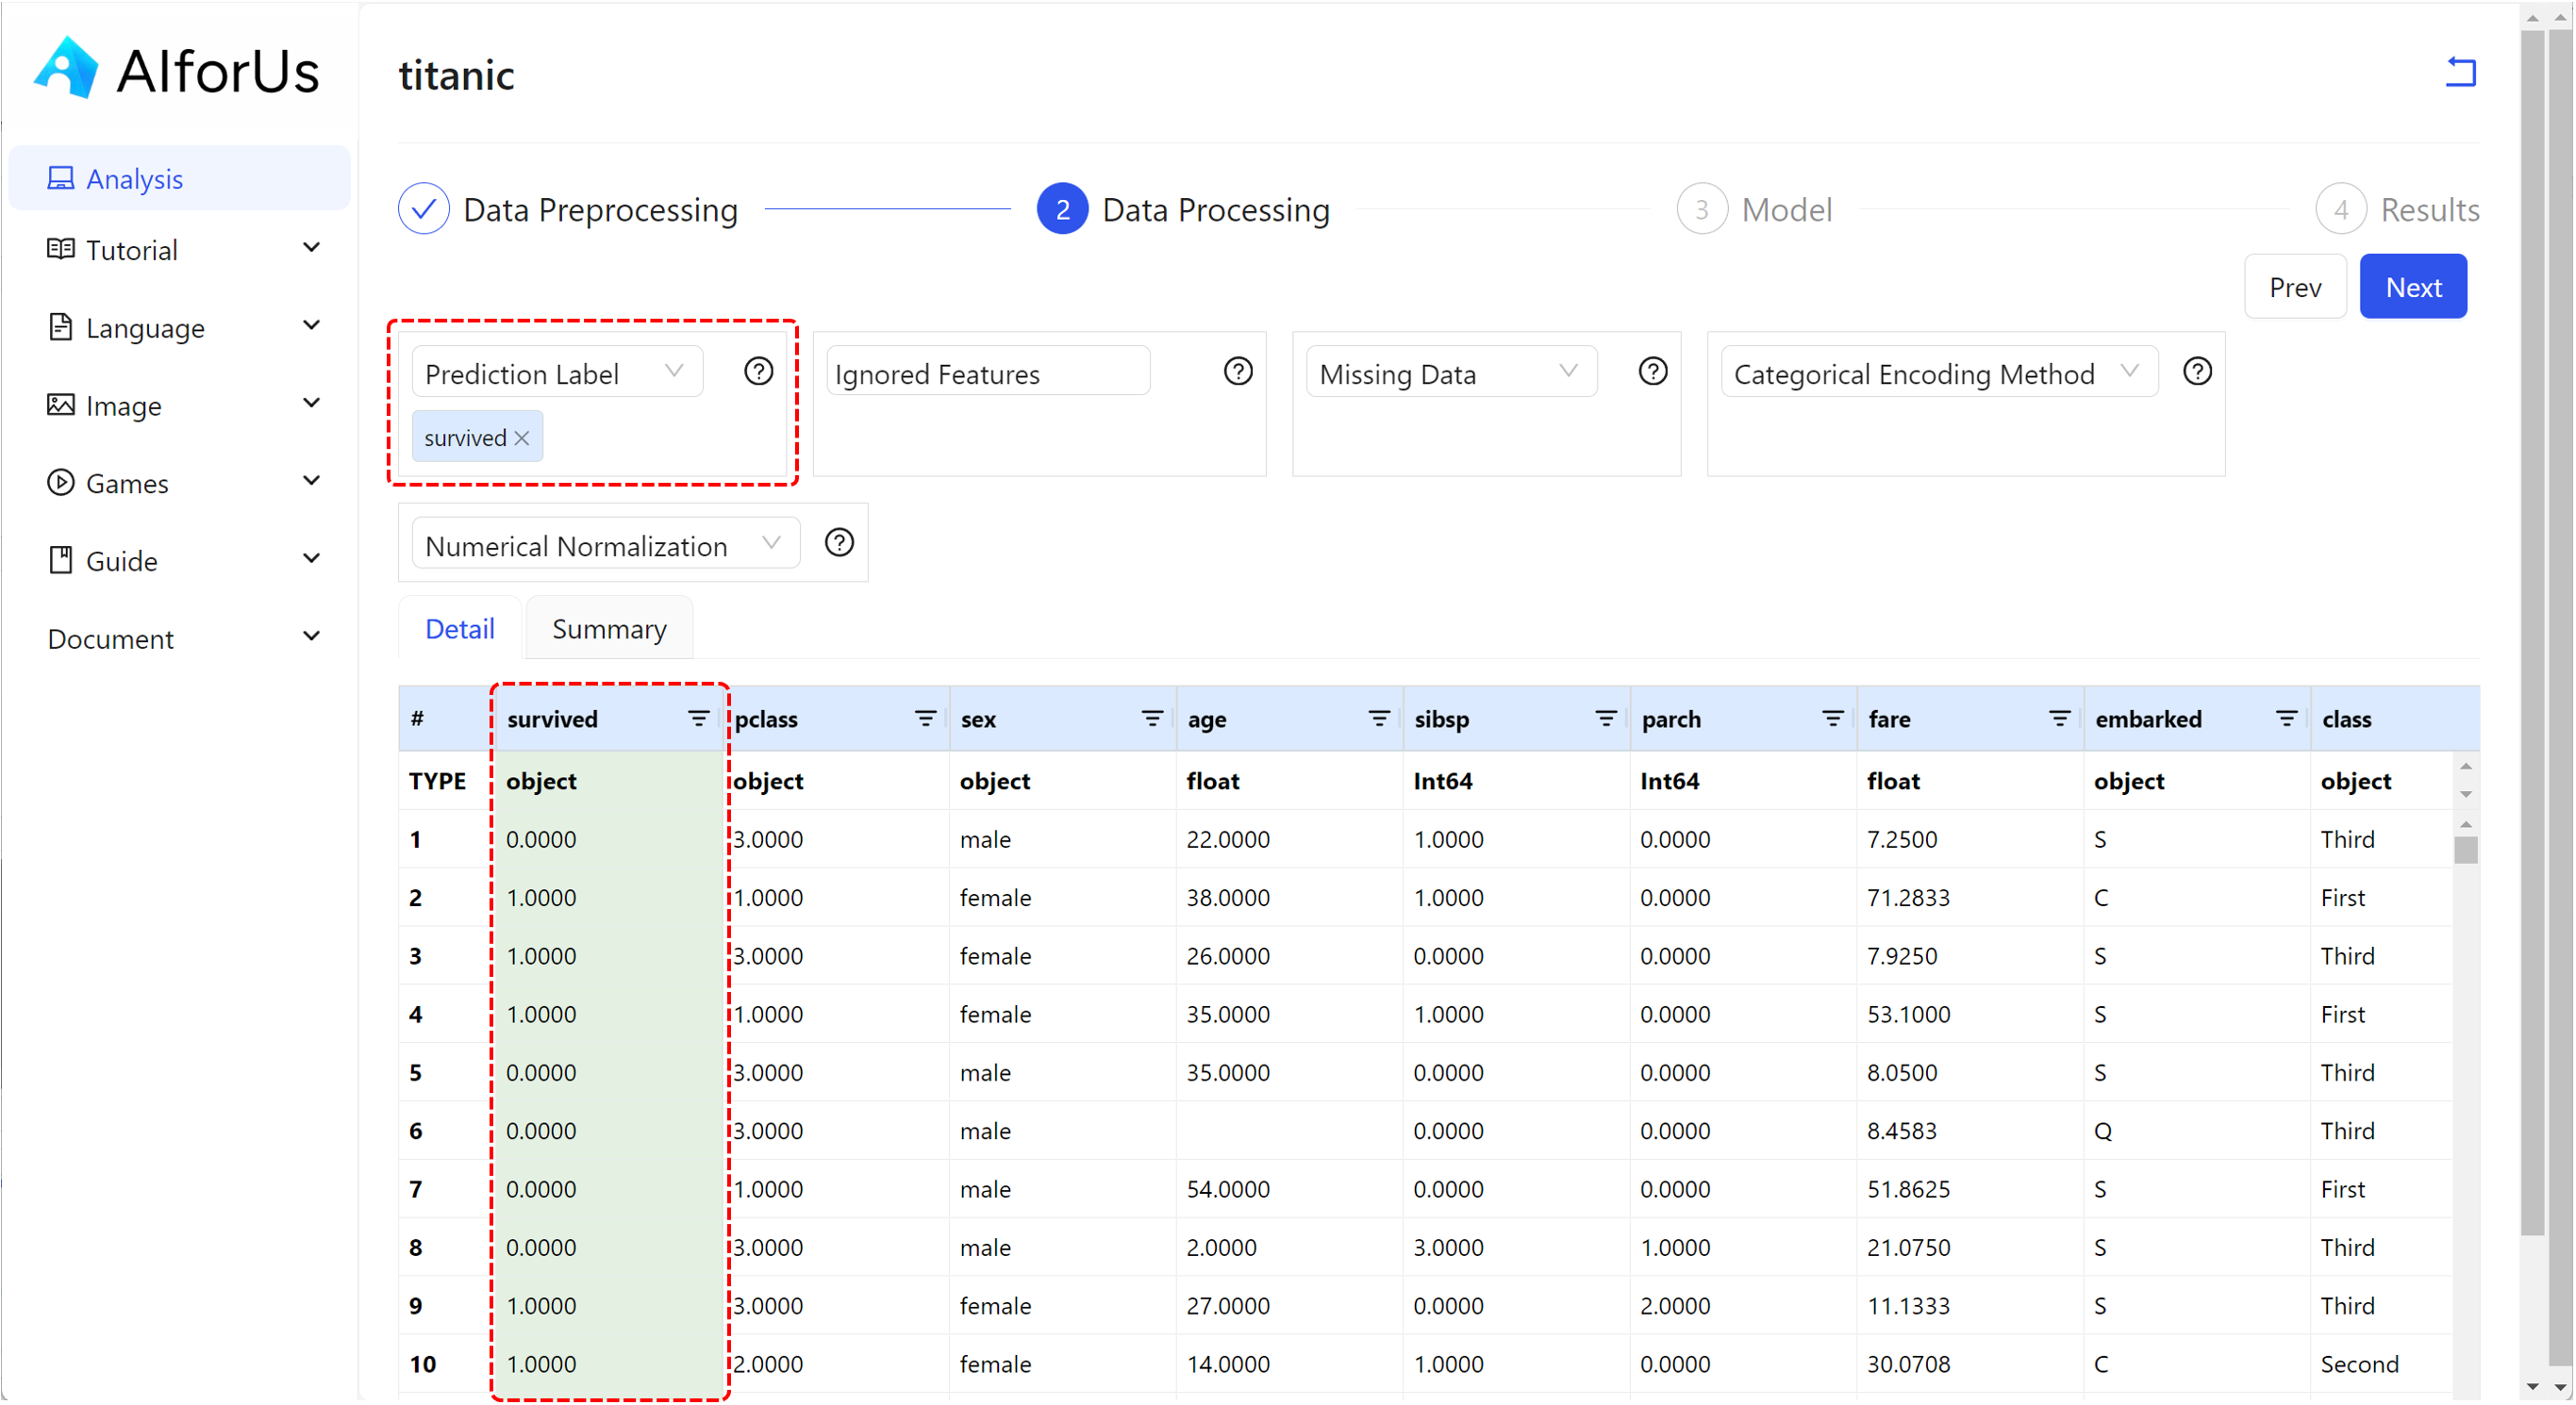 AIforUs
titanic
Analysis
Tutorial
Language
Image
Games
Guide
Document
Data Preprocessing
2 Data Processing
3 Model
4 Results
Prev Next
Prediction Label ?
survived
Ignored Features ?
Missing Data ?
Categorical Encoding Method ?
Numerical Normalization ?
Detail Summary
# survived pclass sex age sibsp parch fare embarked class
TYPE object object object float Int64 Int64 float object object
1 0.0000 3.0000 male 22.0000 1.0000 0.0000 7.2500 S Third
2 1.0000 1.0000 female 38.0000 1.0000 0.0000 71.2833 C First
3 1.0000 3.0000 female 26.0000 0.0000 0.0000 7.9250 S Third
4 1.0000 1.0000 female 35.0000 1.0000 0.0000 53.1000 S First
5 0.0000 3.0000 male 35.0000 0.0000 0.0000 8.0500 S Third
6 0.0000 3.0000 male 0.0000 0.0000 8.4583 Q Third
7 0.0000 1.0000 male 54.0000 0.0000 0.0000 51.8625 S First
8 0.0000 3.0000 male 2.0000 3.0000 1.0000 21.0750 S Third
9 1.0000 3.0000 female 27.0000 0.0000 2.0000 11.1333 S Third
10 1.0000 2.0000 female 14.0000 1.0000 0.0000 30.0708 C Second